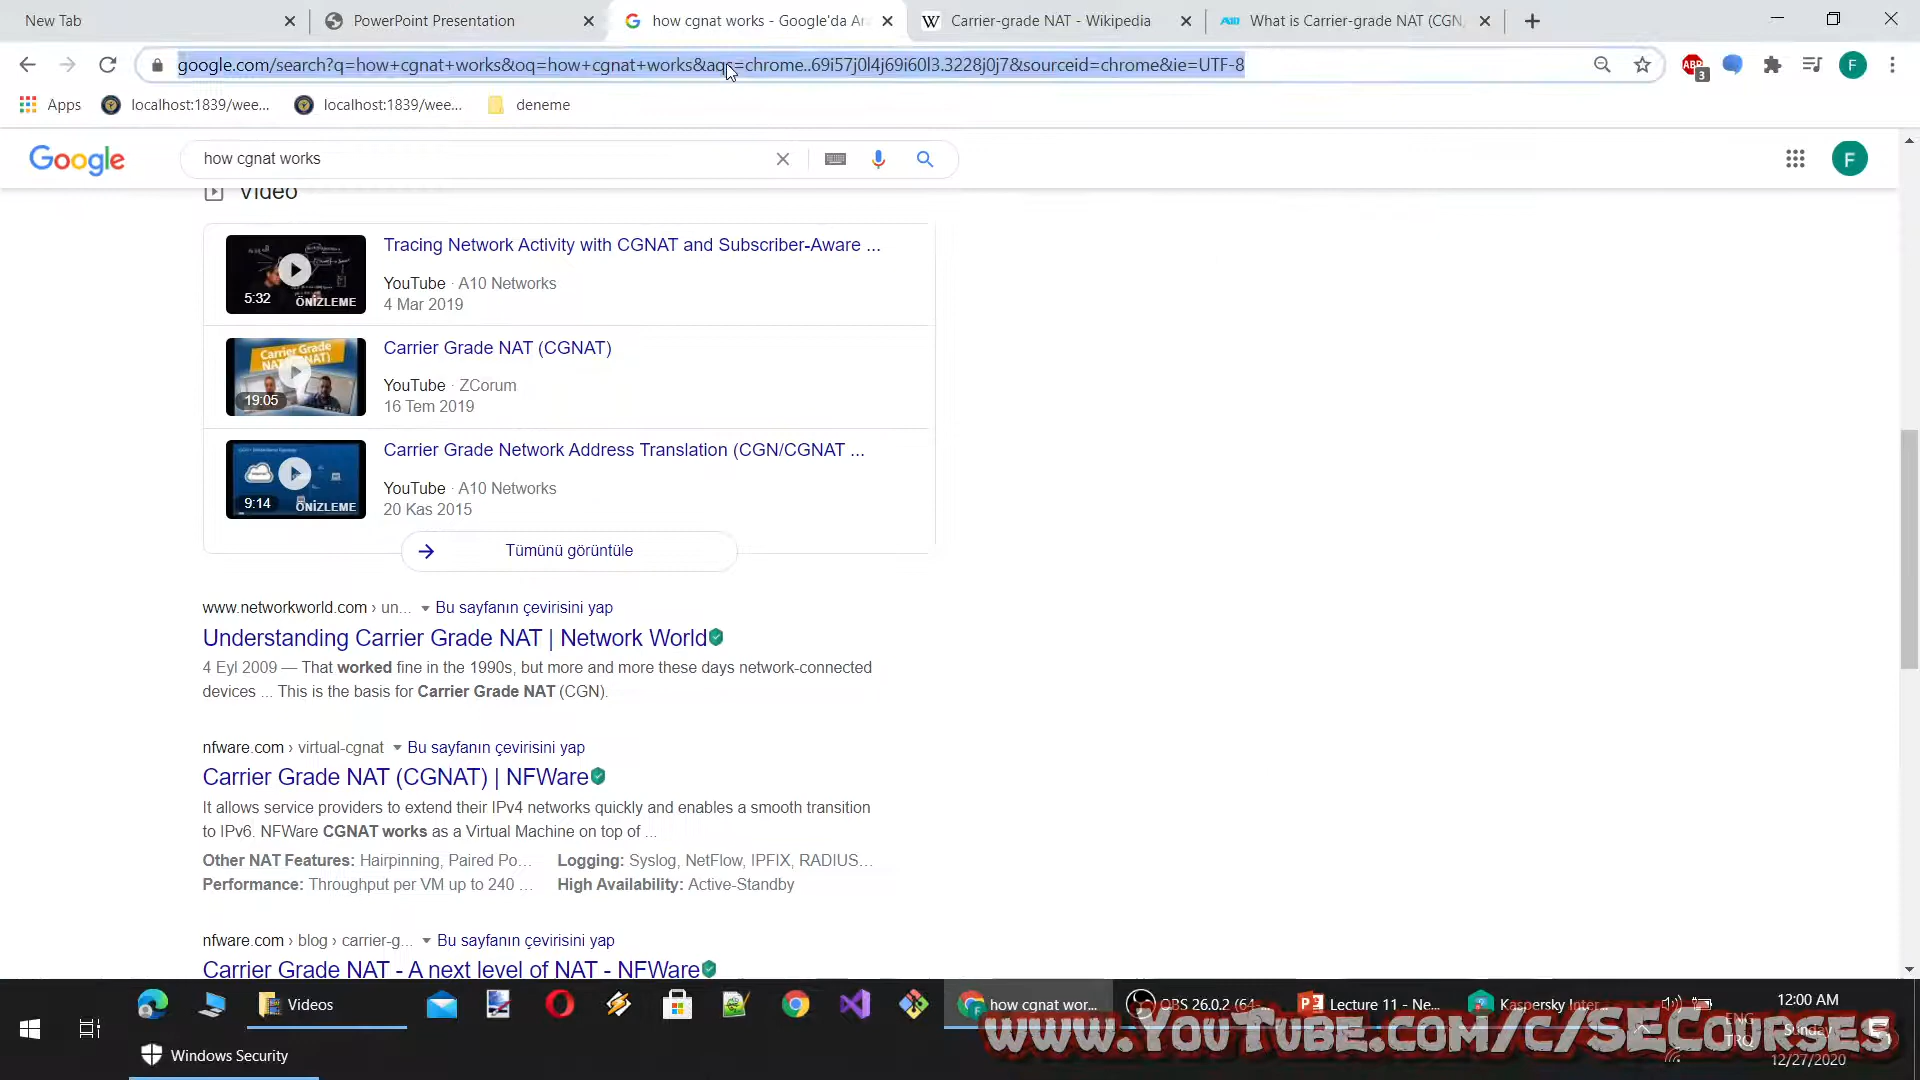 New Tab
PowerPoint Presentation
how cgnat works - Google'da Ar
Carrier-grade NAT - Wikipedia
What is Carrier-grade NAT (CGN,
google.com/search?q=how+cgnat+works&oq=how+cgnat+works&aqs=chrome..69i57j0l4j69i60l3.3228j0j7&sourceid=chrome&ie=UTF-8
ABP
3
F
Apps
localhost:1839/wee...
localhost:1839/wee...
deneme
Google
how cgnat works
F
Video
Tracing Network Activity with CGNAT and Subscriber-Aware ...
YouTube · A10 Networks
4 Mar 2019
5:32
ÖNİZLEME
Carrier Grade NAT (CGNAT)
YouTube · ZCorum
16 Tem 2019
19:05
Carrier Grade Network Address Translation (CGN/CGNAT ...
YouTube · A10 Networks
20 Kas 2015
9:14
ÖNİZLEME
Tümünü görüntüle
www.networkworld.com › un...
Bu sayfanın çevirisini yap
Understanding Carrier Grade NAT | Network World
4 Eyl 2009 — That worked fine in the 1990s, but more and more these days network-connected
devices ... This is the basis for Carrier Grade NAT (CGN).
nfware.com › virtual-cgnat
Bu sayfanın çevirisini yap
Carrier Grade NAT (CGNAT) | NFWare
It allows service providers to extend their IPv4 networks quickly and enables a smooth transition
to IPv6. NFWare CGNAT works as a Virtual Machine on top of ...
Other NAT Features: Hairpinning, Paired Po...
Logging: Syslog, NetFlow, IPFIX, RADIUS...
Performance: Throughput per VM up to 240 ...
High Availability: Active-Standby
nfware.com › blog › carrier-g...
Bu sayfanın çevirisini yap
Carrier Grade NAT - A next level of NAT - NFWare
Videos
how cgnat wor...
OBS 26.0.2 (64-...
Lecture 11 - Ne...
Kaspersky Inter...
12:00 AM
ENG
Sunday
TRQ
12/27/2020
Windows Security
www.YouTube.com/c/SECourses